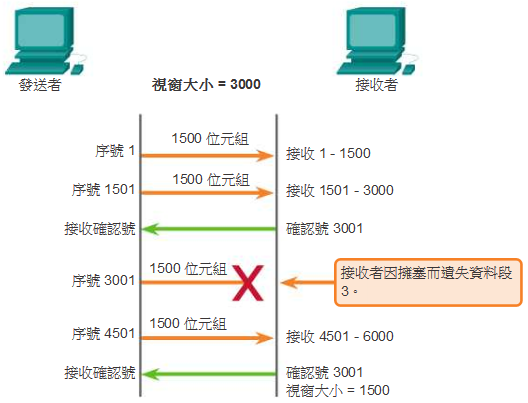 發送者
視窗大小 = 3000
接收者
序號 1
1500 位元組
接收 1 - 1500
序號 1501
1500 位元組
接收 1501 - 3000
接收確認號
確認號 3001
序號 3001
1500 位元組
X
接收者因擁塞而遺失資料段
3。
序號 4501
1500 位元組
接收 4501 - 6000
接收確認號
確認號 3001
視窗大小 = 1500